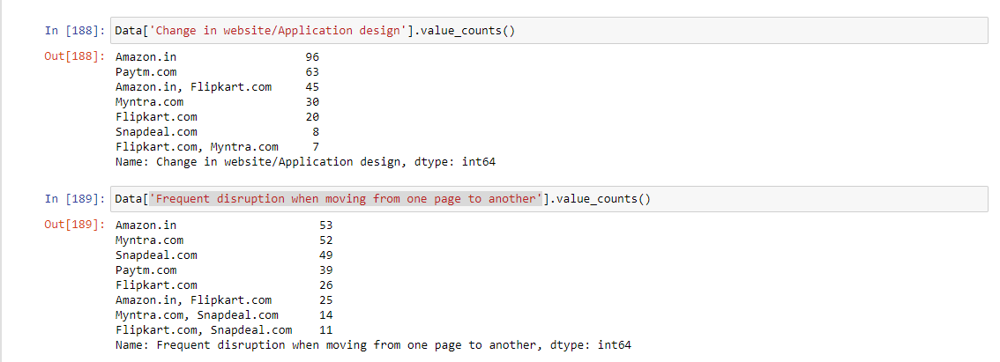 In [188]: Data['Change in website/Application design'].value_counts()
Out[188]: Amazon.in 96
Paytm.com 63
Amazon.in, Flipkart.com 45
Myntra.com 30
Flipkart.com 20
Snapdeal.com 8
Flipkart.com, Myntra.com 7
Name: Change in website/Application design, dtype: int64
In [189]: Data['Frequent disruption when moving from one page to another'].value_counts()
Out[189]: Amazon.in 53
Myntra.com 52
Snapdeal.com 49
Paytm.com 39
Flipkart.com 26
Amazon.in, Flipkart.com 25
Myntra.com, Snapdeal.com 14
Flipkart.com, Snapdeal.com 11
Name: Frequent disruption when moving from one page to another, dtype: int64